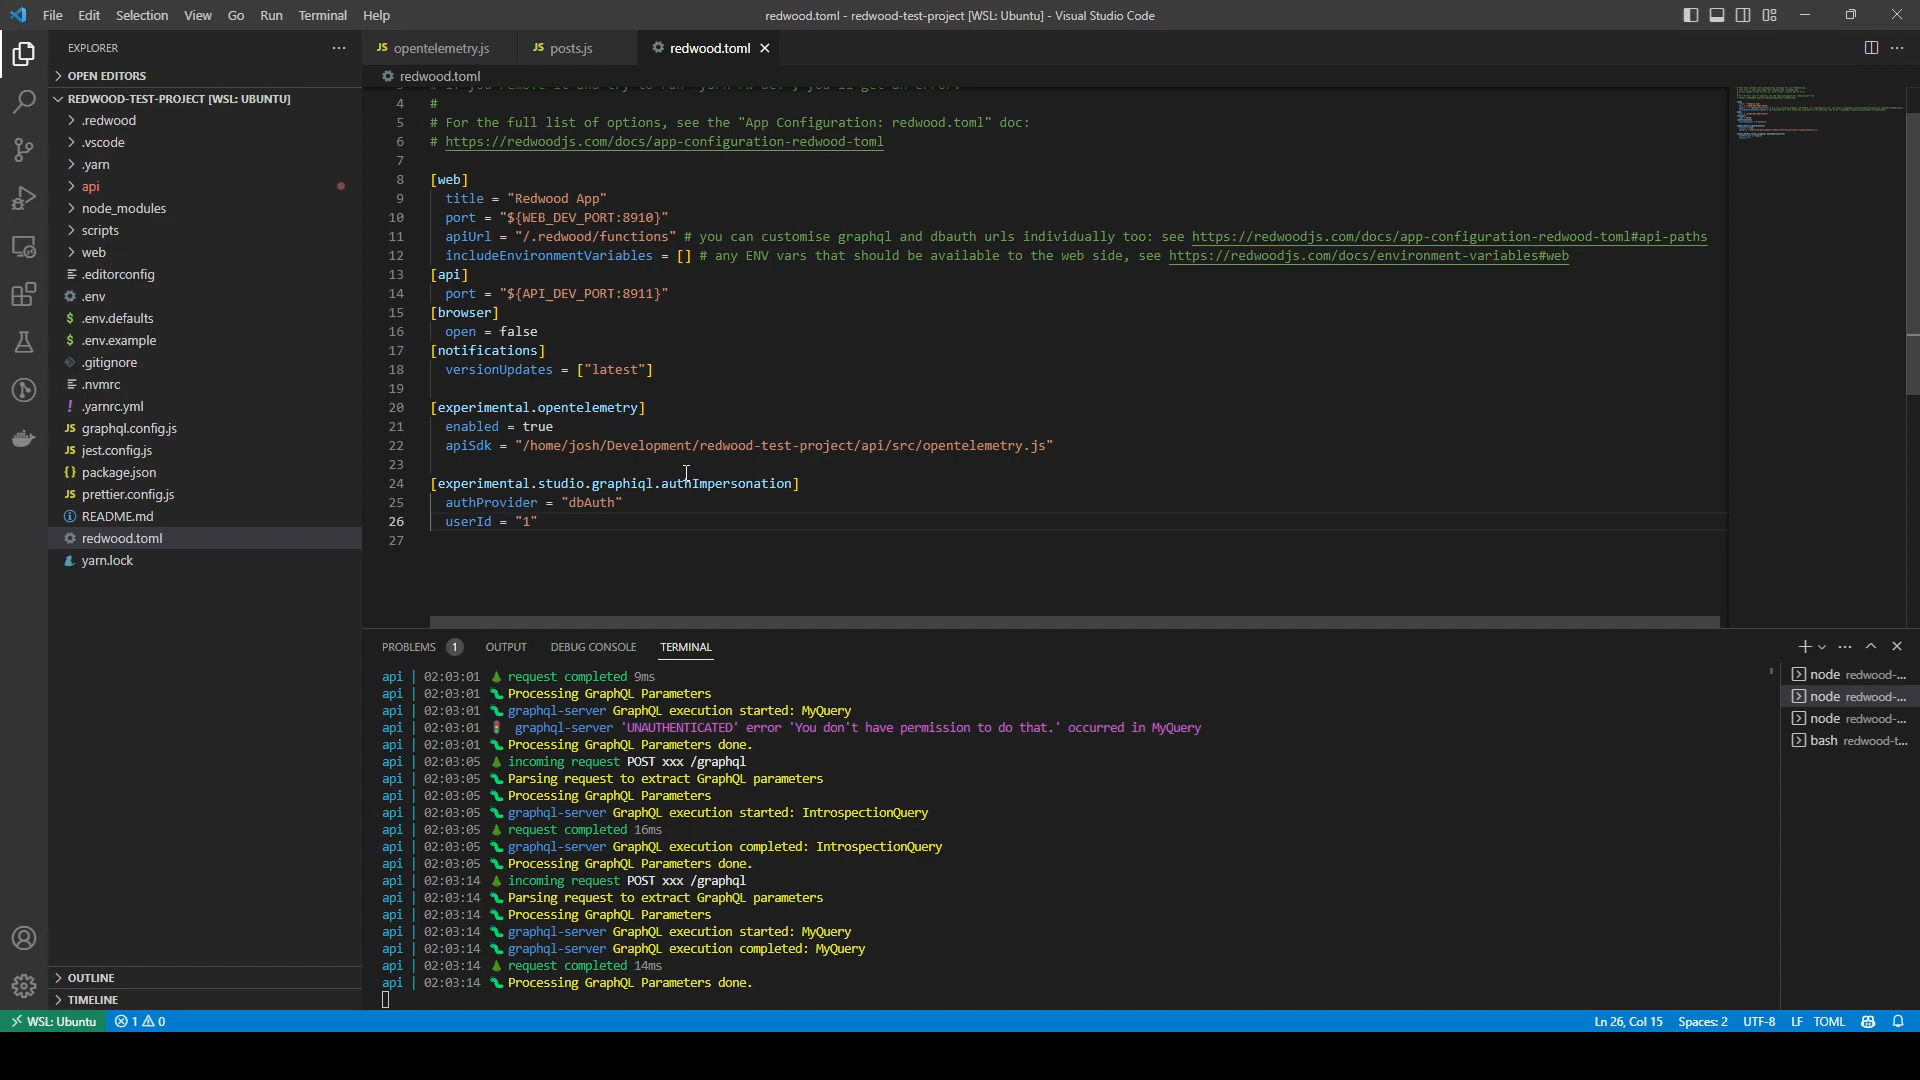 File Edit Selection View Go Run Terminal Help
redwood.toml - redwood-test-project [WSL: Ubuntu] - Visual Studio Code
EXPLORER
OPEN EDITORS
REDWOOD-TEST-PROJECT [WSL: UBUNTU]
.redwood
.vscode
.yarn
api
node_modules
scripts
web
.editorconfig
.env
$ .env.defaults
$ .env.example
.gitignore
.nvmrc
! .yarnrc.yml
JS graphql.config.js
JS jest.config.js
{} package.json
JS prettier.config.js
README.md
redwood.toml
yarn.lock
OUTLINE
TIMELINE
JS opentelemetry.js
JS posts.js
redwood.toml
redwood.toml
4 #
5 # For the full list of options, see the "App Configuration: redwood.toml" doc:
6 # https://redwoodjs.com/docs/app-configuration-redwood-toml
7
8 [web]
9 title = "Redwood App"
10 port = "${WEB_DEV_PORT:8910}"
11 apiUrl = "/.redwood/functions" # you can customise graphql and dbauth urls individually too: see https://redwoodjs.com/docs/app-configuration-redwood-toml#api-paths
12 includeEnvironmentVariables = [] # any ENV vars that should be available to the web side, see https://redwoodjs.com/docs/environment-variables#web
13 [api]
14 port = "${API_DEV_PORT:8911}"
15 [browser]
16 open = false
17 [notifications]
18 versionUpdates = ["latest"]
19
20 [experimental.opentelemetry]
21 enabled = true
22 apiSdk = "/home/josh/Development/redwood-test-project/api/src/opentelemetry.js"
23
24 [experimental.studio.graphiql.authImpersonation]
25 authProvider = "dbAuth"
26 userId = "1"
27
PROBLEMS 1 OUTPUT DEBUG CONSOLE TERMINAL
api | 02:03:01 request completed 9ms
api | 02:03:01 Processing GraphQL Parameters
api | 02:03:01 graphql-server GraphQL execution started: MyQuery
api | 02:03:01 graphql-server 'UNAUTHENTICATED' error 'You don't have permission to do that.' occurred in MyQuery
api | 02:03:01 Processing GraphQL Parameters done.
api | 02:03:05 incoming request POST xxx /graphql
api | 02:03:05 Parsing request to extract GraphQL parameters
api | 02:03:05 Processing GraphQL Parameters
api | 02:03:05 graphql-server GraphQL execution started: IntrospectionQuery
api | 02:03:05 request completed 16ms
api | 02:03:05 graphql-server GraphQL execution completed: IntrospectionQuery
api | 02:03:05 Processing GraphQL Parameters done.
api | 02:03:14 incoming request POST xxx /graphql
api | 02:03:14 Parsing request to extract GraphQL parameters
api | 02:03:14 Processing GraphQL Parameters
api | 02:03:14 graphql-server GraphQL execution started: MyQuery
api | 02:03:14 graphql-server GraphQL execution completed: MyQuery
api | 02:03:14 request completed 14ms
api | 02:03:14 Processing GraphQL Parameters done.
node redwood-...
node redwood-...
node redwood-...
bash redwood-t...
WSL: Ubuntu 1 0
Ln 26, Col 15 Spaces: 2 UTF-8 LF TOML